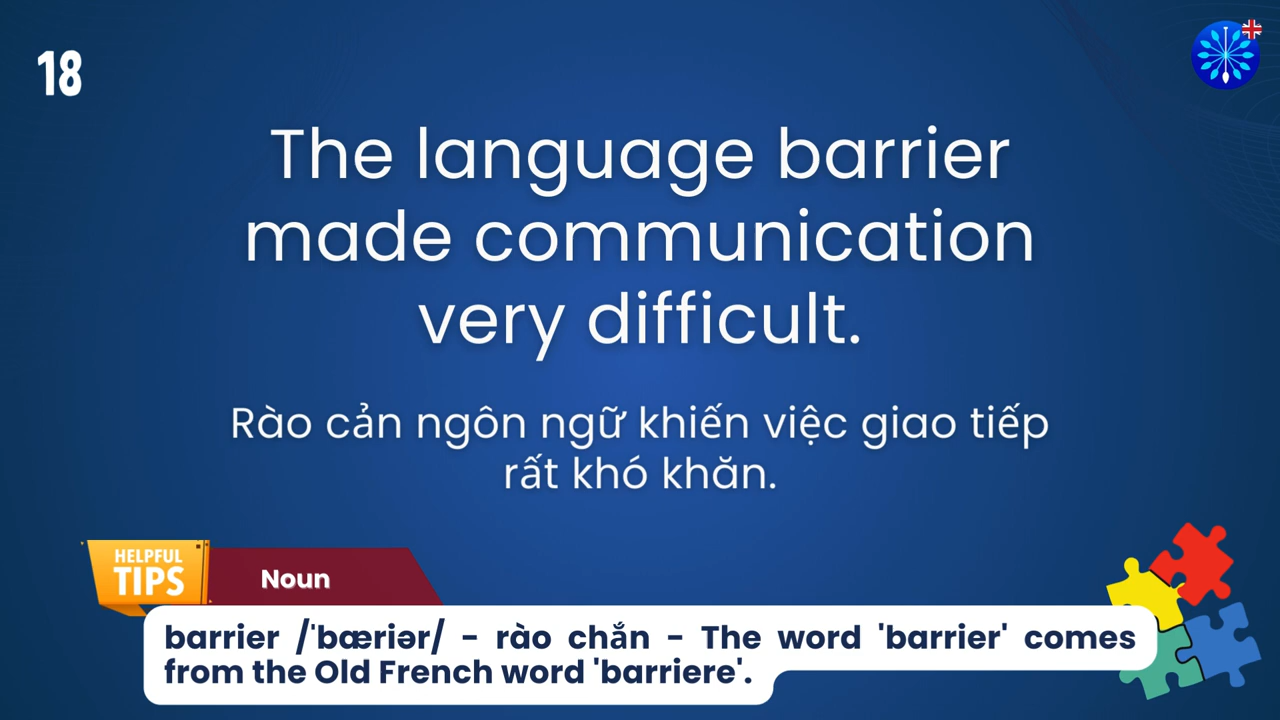 18
The language barrier
made communication
very difficult.
Rào cản ngôn ngữ khiến việc giao tiếp
rất khó khăn.
HELPFUL
TIPS
Noun
barrier /'bæriər/ - rào chắn - The word 'barrier' comes
from the Old French word 'barriere'.